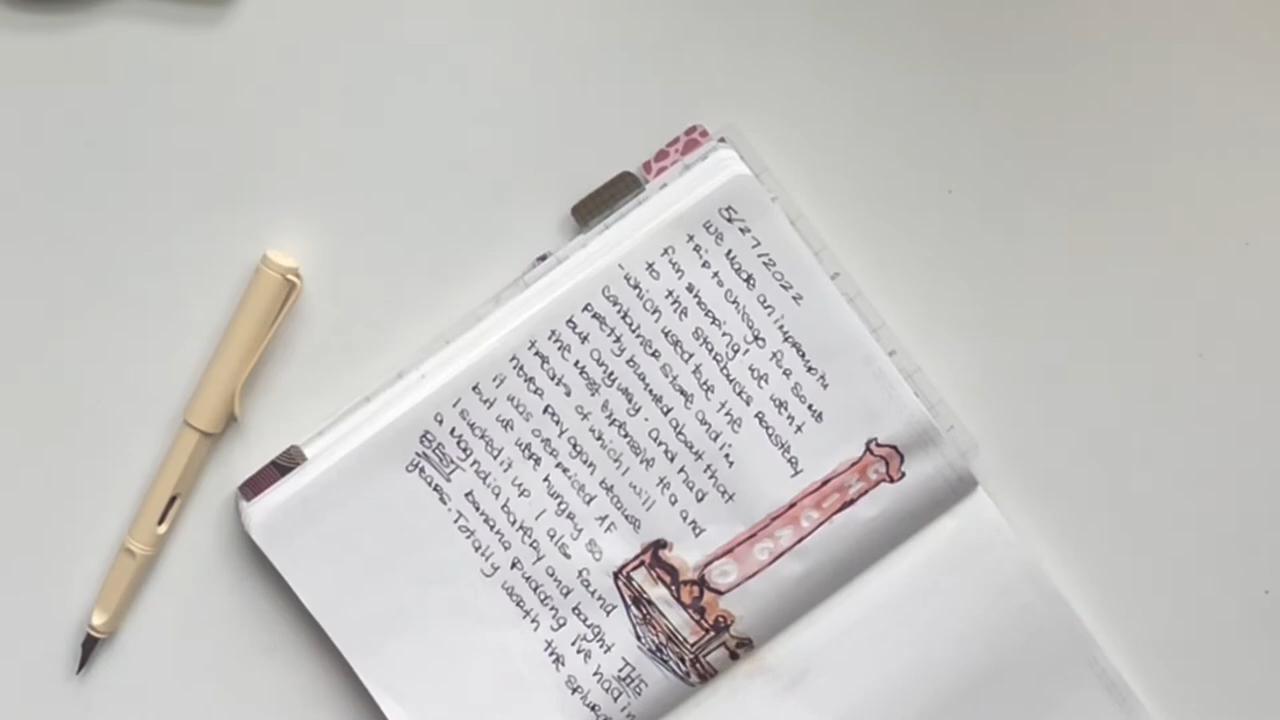 5/27/2022
We made an impromptu
trip to chicago for some
fun shopping, we went
to the starbucks roastery
-which used to be the
container store and i'm
pretty bummed about that
but anyway. and had
the most expensive tea and
treats of which I will
never pay again because
it was overpriced AF
but we were hungry so
I sucked it up. I also found
a magnolia bakery and bought THE
BEST banana pudding I've had in
years. Totally worth the
CHICAGO